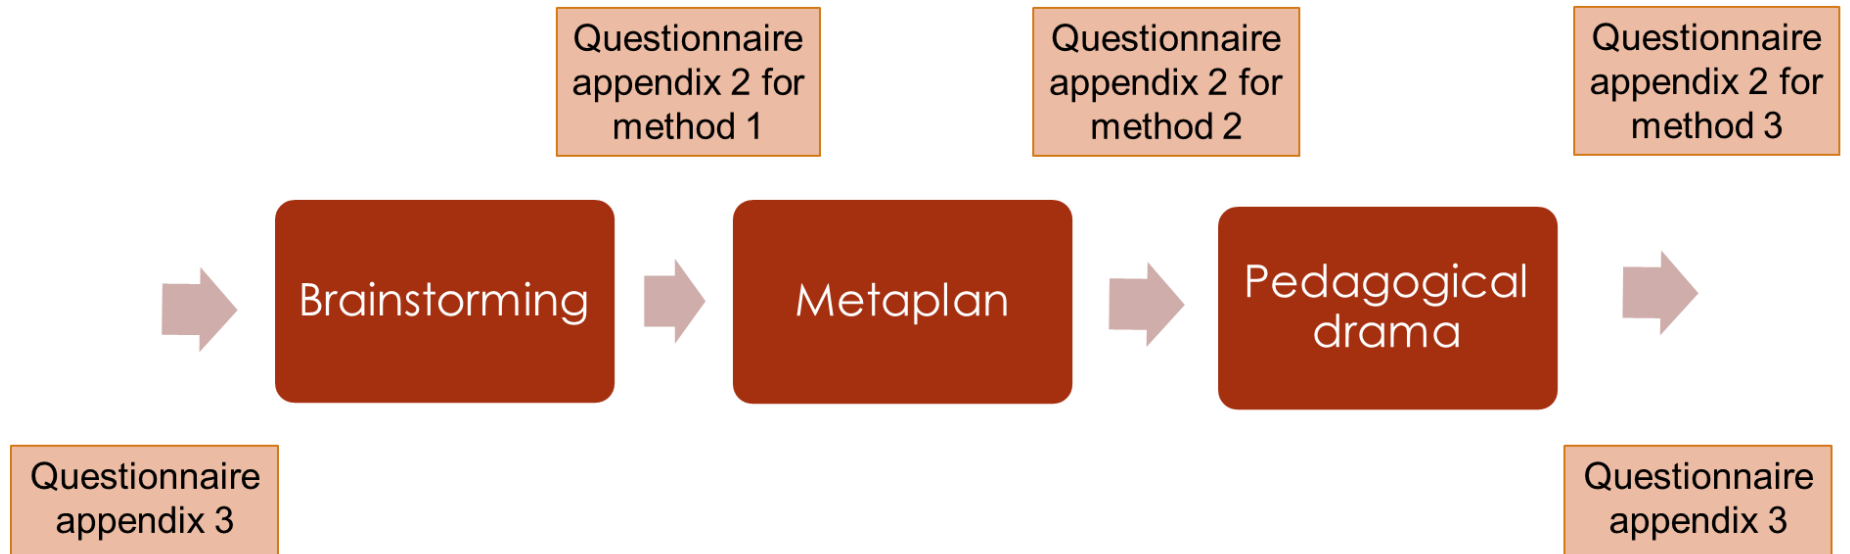 Questionnaire
appendix 2 for
method 1
Questionnaire
appendix 2 for
method 2
Questionnaire
appendix 2 for
method 3
Brainstorming
Metaplan
Pedagogical
drama
Questionnaire
appendix 3
Questionnaire
appendix 3